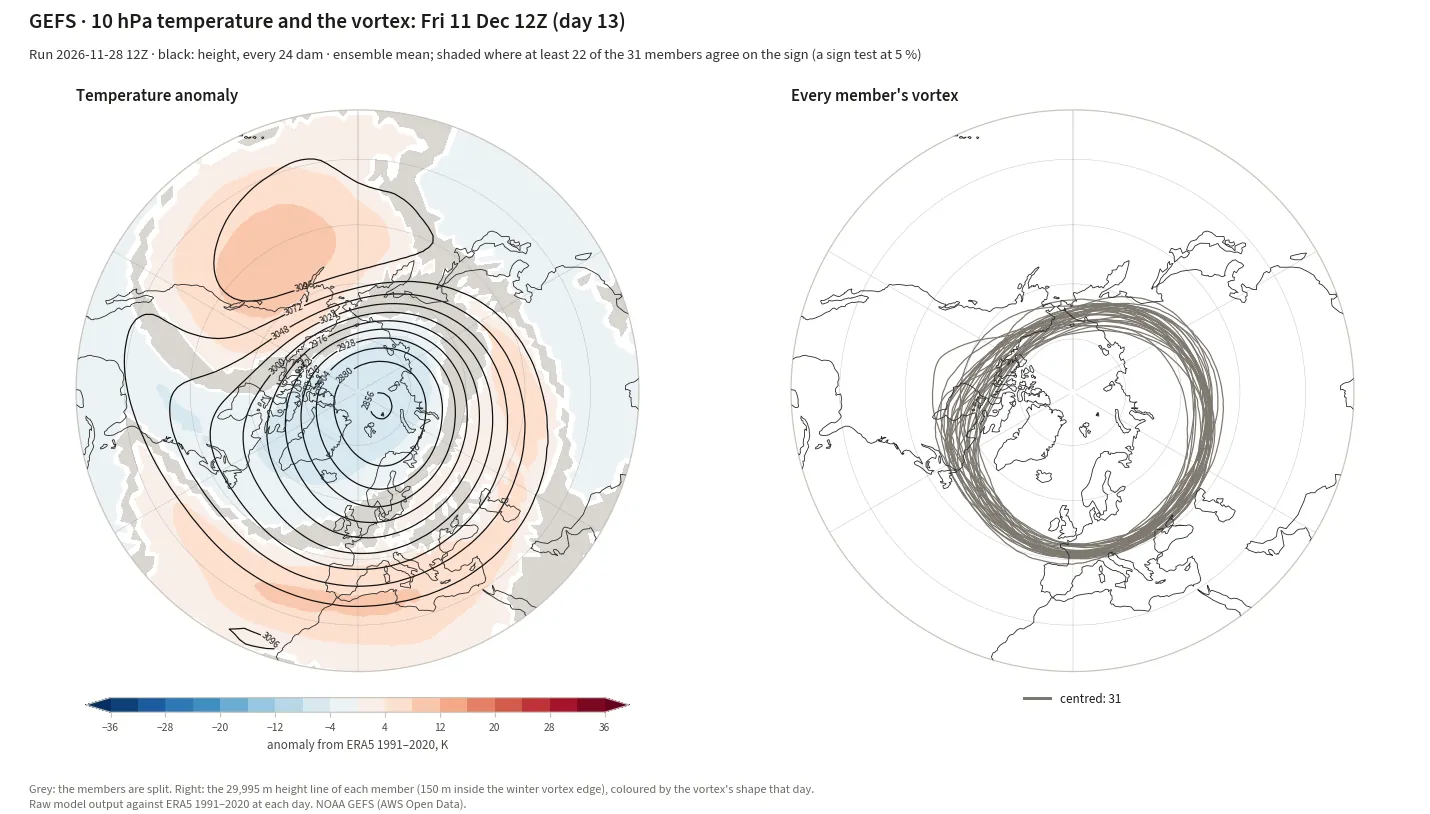 GEFS · 10 hPa temperature and the vortex: Fri 11 Dec 12Z (day 13)
Run 2026-11-28 12Z · black: height, every 24 dam · ensemble mean; shaded where at least 22 of the 31 members agree on the sign (a sign test at 5 %)
Temperature anomaly
Every member's vortex
3096
3072
3024
3048
2976
2928
3000
2880
2856
3096
centred: 31
−36 −28 −20 −12 −4 4 12 20 28 36
anomaly from ERA5 1991–2020, K
Grey: the members are split. Right: the 29,995 m height line of each member (150 m inside the winter vortex edge), coloured by the vortex's shape that day.
Raw model output against ERA5 1991–2020 at each day. NOAA GEFS (AWS Open Data).